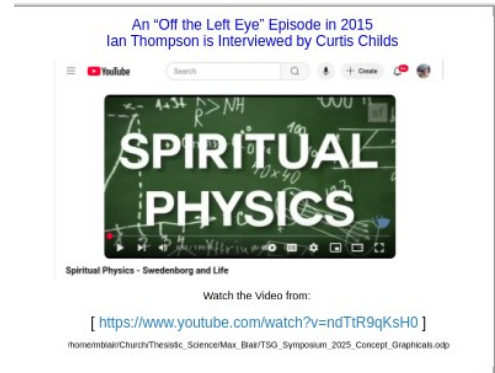 An “Off the Left Eye” Episode in 2015
Ian Thompson is Interviewed by Curtis Childs
YouTube
Search
+ Create
SPIRITUAL
PHYSICS
Spiritual Physics - Swedenborg and Life
Watch the Video from:
[ https://www.youtube.com/watch?v=ndTtR9qKsH0 ]
/home/mblair/Church/Thesistic_Science/Max_Blair/TSG_Symposium_2025_Concept_Graphicals.odp